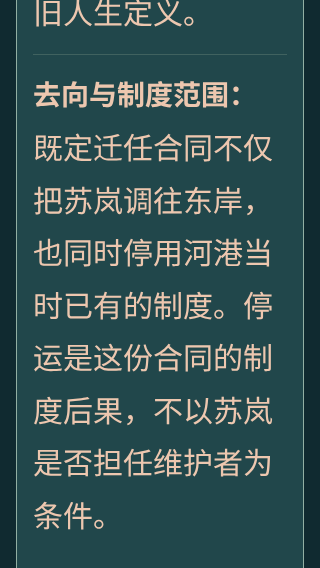 旧人生定义。
去向与制度范围：
既定迁任合同不仅
把苏岚调往东岸，
也同时停用河港当
时已有的制度。停
运是这份合同的制
度后果，不以苏岚
是否担任维护者为
条件。